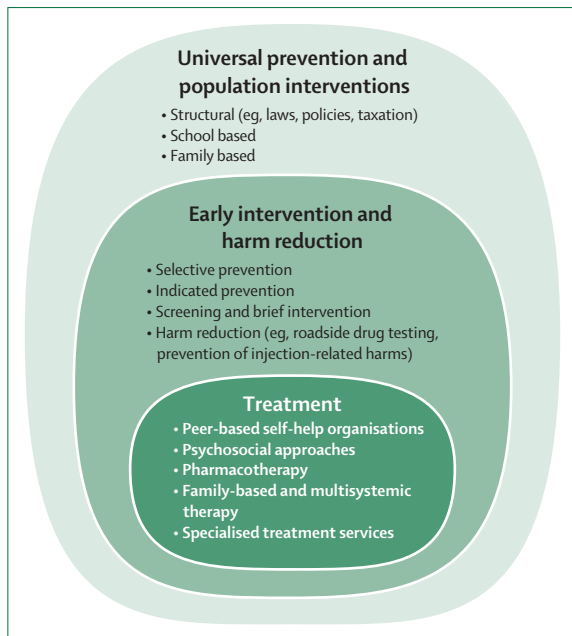 Universal prevention and
population interventions
• Structural (eg, laws, policies, taxation)
• School based
• Family based
Early intervention and
harm reduction
• Selective prevention
• Indicated prevention
• Screening and brief intervention
• Harm reduction (eg, roadside drug testing,
prevention of injection-related harms)
Treatment
• Peer-based self-help organisations
• Psychosocial approaches
• Pharmacotherapy
• Family-based and multisystemic
therapy
• Specialised treatment services